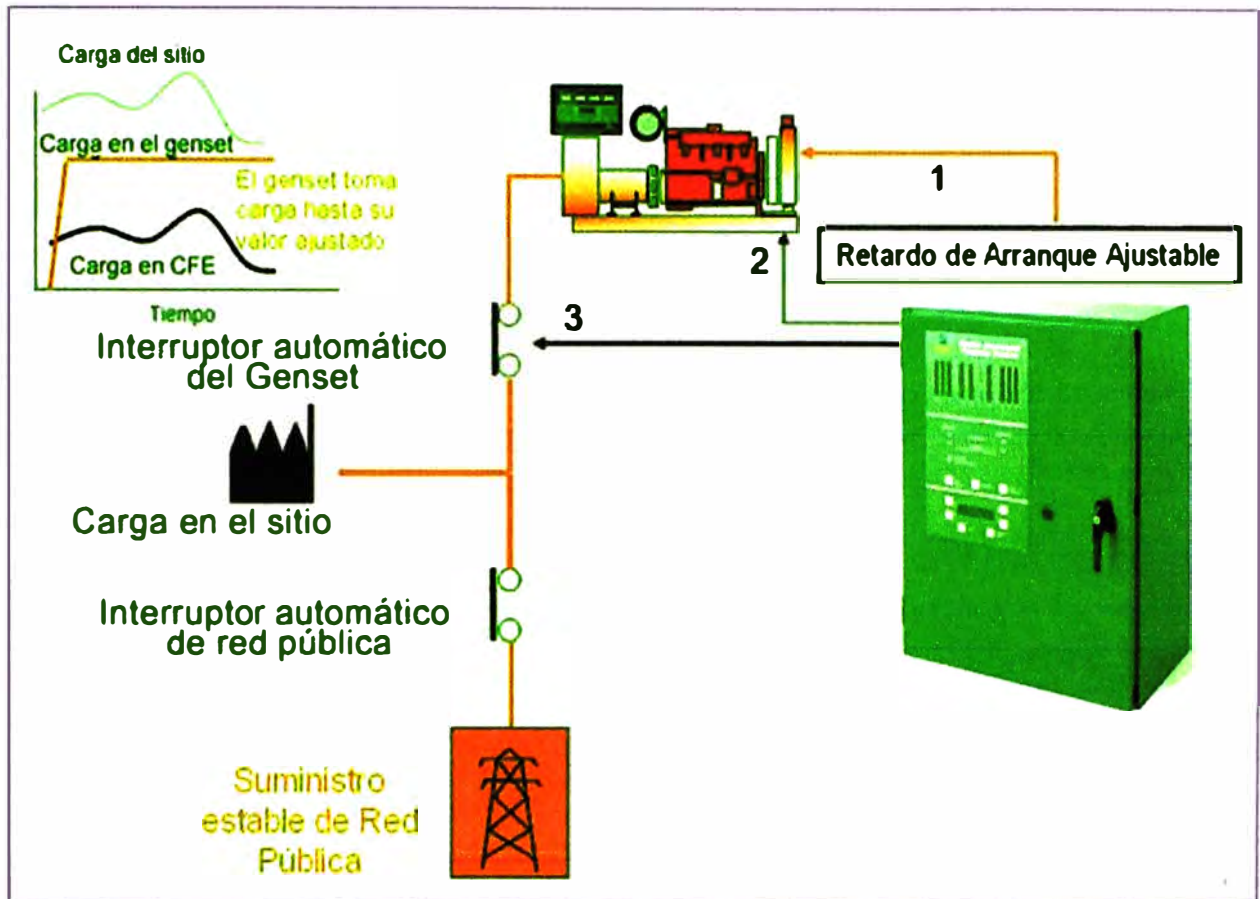 Carga del sitio
Carga en el genset
El genset toma
carga hasta su
valor ajustado
Carga en CFE
Tiempo
1
Retardo de Arranque Ajustable
2
3
Interruptor automático
del Genset
Carga en el sitio
Interruptor automático
de red pública
Suministro
estable de Red
Pública